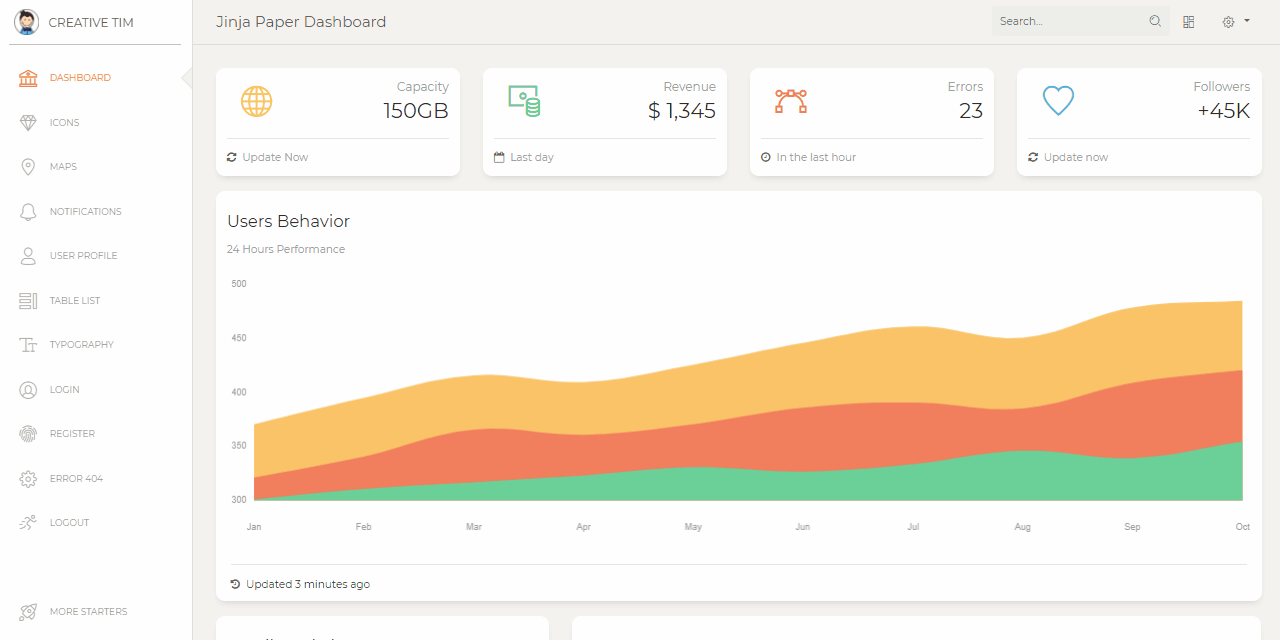 CREATIVE TIM
DASHBOARD
ICONS
MAPS
NOTIFICATIONS
USER PROFILE
TABLE LIST
TYPOGRAPHY
LOGIN
REGISTER
ERROR 404
LOGOUT
MORE STARTERS
Jinja Paper Dashboard
Search...
Capacity
150GB
Update Now
Revenue
$ 1,345
Last day
Errors
23
In the last hour
Followers
+45K
Update now
Users Behavior
24 Hours Performance
500
450
400
350
300
Jan Feb Mar Apr May Jun Jul Aug Sep Oct
Updated 3 minutes ago